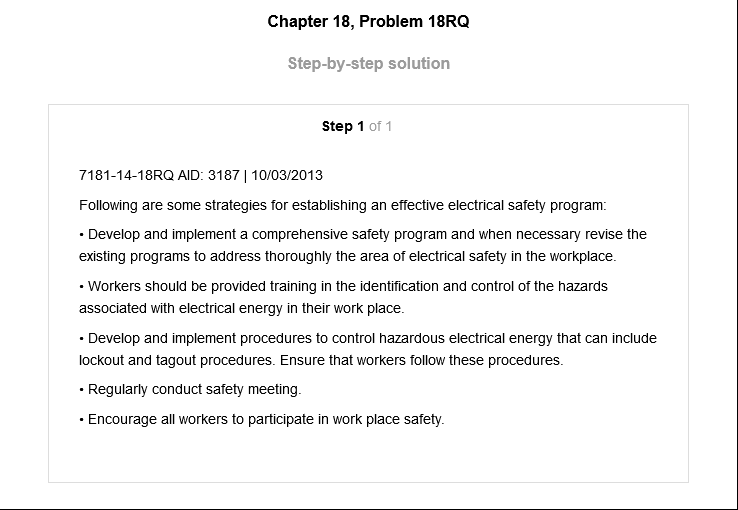 Chapter 18, Problem 18RQ
Step-by-step solution
Step 1 of 1
7181-14-18RQ AID: 3187 | 10/03/2013
Following are some strategies for establishing an effective electrical safety program:
• Develop and implement a comprehensive safety program and when necessary revise the
existing programs to address thoroughly the area of electrical safety in the workplace.
• Workers should be provided training in the identification and control of the hazards
associated with electrical energy in their work place.
• Develop and implement procedures to control hazardous electrical energy that can include
lockout and tagout procedures. Ensure that workers follow these procedures.
• Regularly conduct safety meeting.
• Encourage all workers to participate in work place safety.